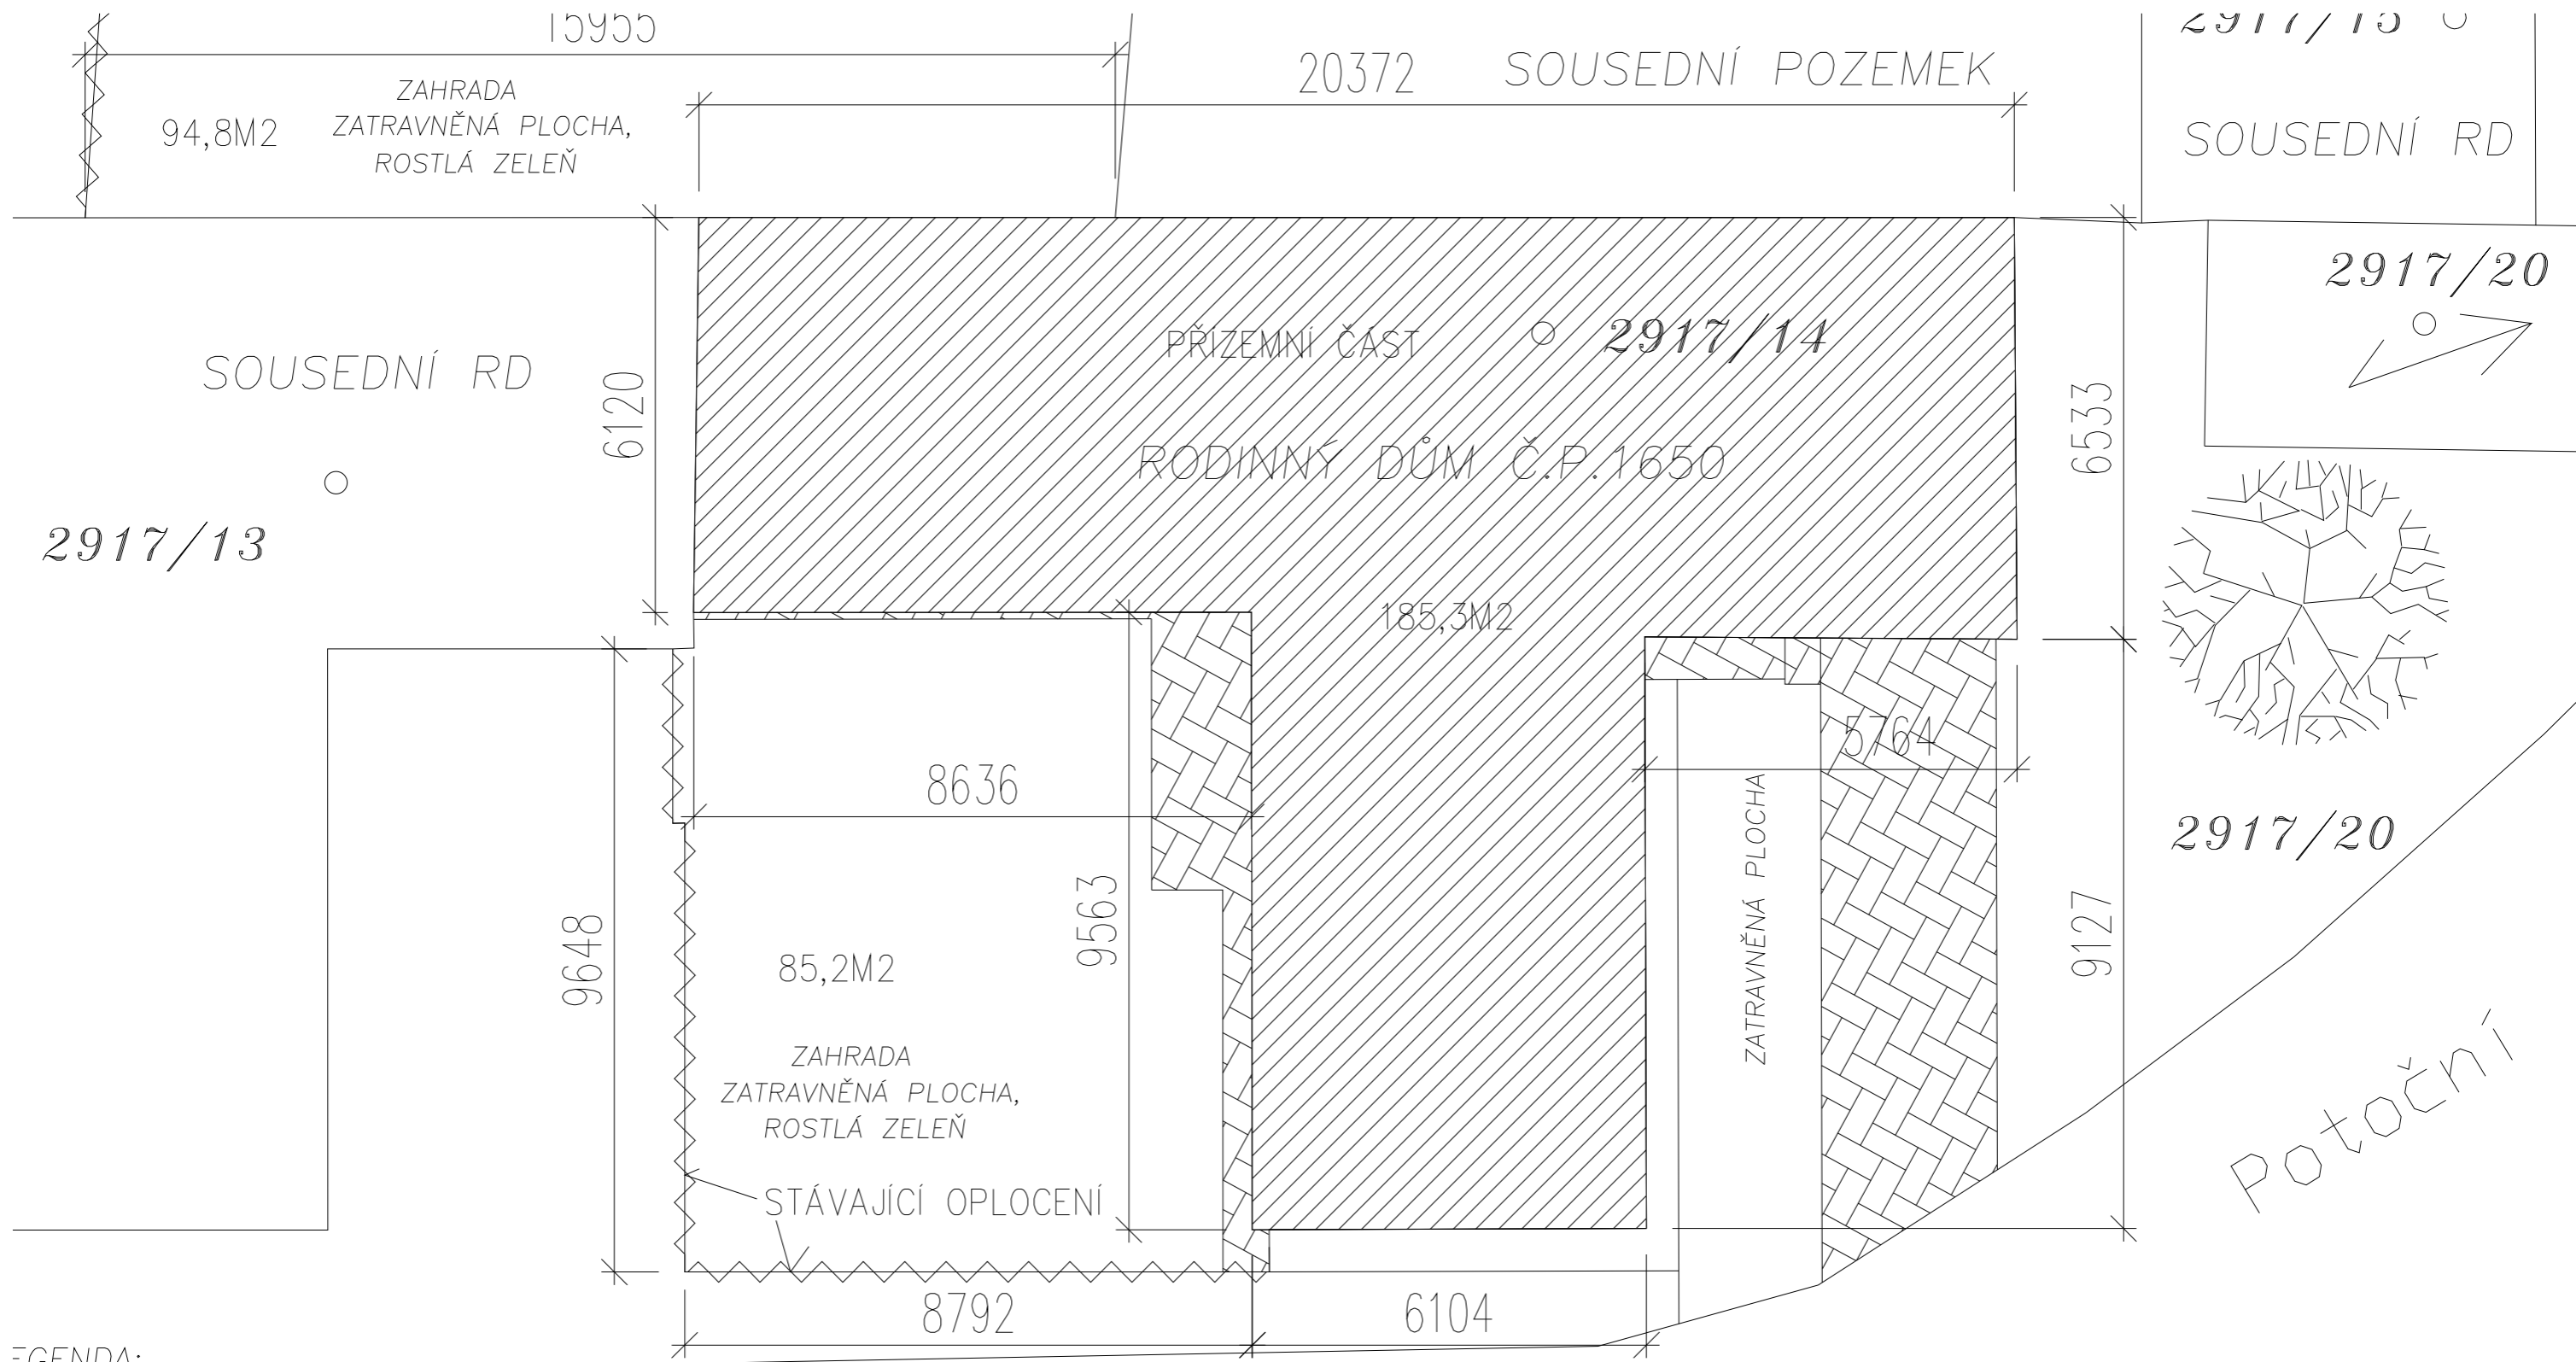 15955
2917/15
20372
SOUSEDNÍ POZEMEK
ZAHRADA
ZATRAVNĚNÁ PLOCHA,
ROSTLÁ ZELEŇ
94,8M2
SOUSEDNÍ RD
2917/20
PŘÍZEMNÍ ČÁST
2917/14
SOUSEDNÍ RD
6120
6533
RODINNÝ DŮM Č.P.1650
2917/13
185,3M2
5764
8636
2917/20
ZATRAVNĚNÁ PLOCHA
9563
9648
9127
85,2M2
ZAHRADA
ZATRAVNĚNÁ PLOCHA,
ROSTLÁ ZELEŇ
Potoční
STÁVAJÍCÍ OPLOCENÍ
8792
6104